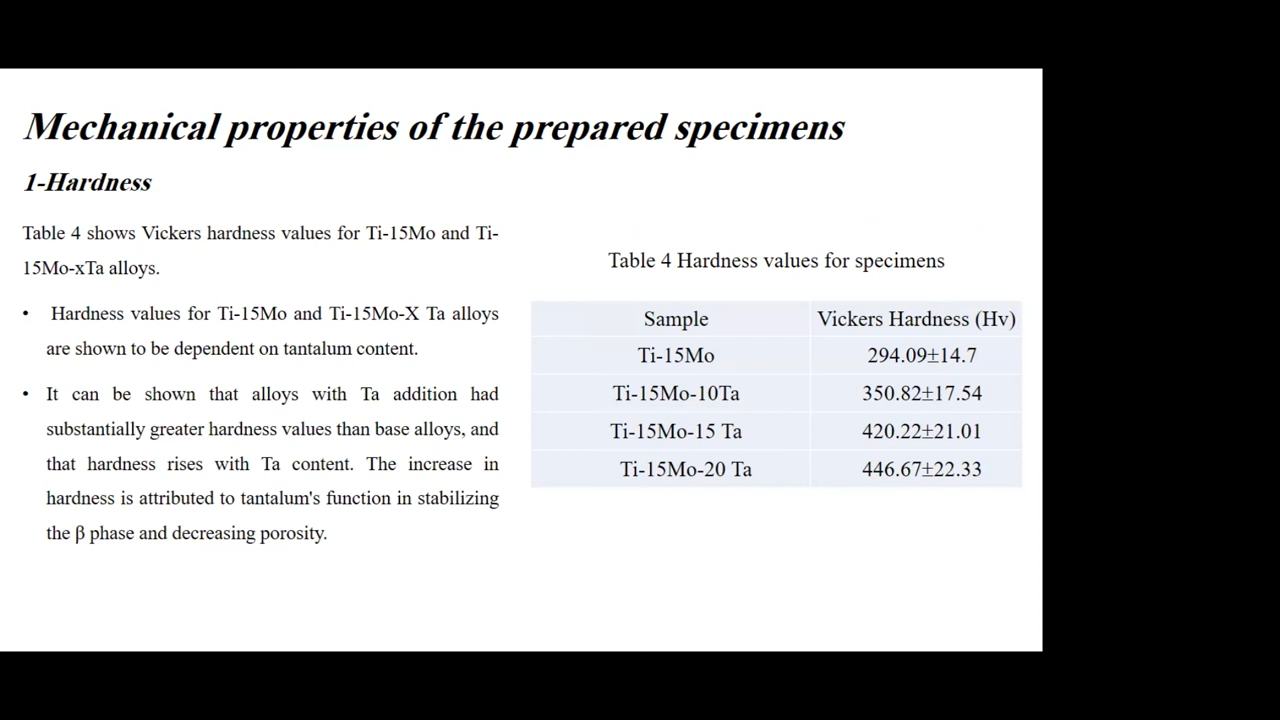 Mechanical properties of the prepared specimens
1-Hardness
Table 4 shows Vickers hardness values for Ti-15Mo and Ti-
15Mo-xTa alloys.
• Hardness values for Ti-15Mo and Ti-15Mo-X Ta alloys
are shown to be dependent on tantalum content.
• It can be shown that alloys with Ta addition had
substantially greater hardness values than base alloys, and
that hardness rises with Ta content. The increase in
hardness is attributed to tantalum's function in stabilizing
the β phase and decreasing porosity.
Table 4 Hardness values for specimens
Sample Vickers Hardness (Hv)
Ti-15Mo 294.09±14.7
Ti-15Mo-10Ta 350.82±17.54
Ti-15Mo-15 Ta 420.22±21.01
Ti-15Mo-20 Ta 446.67±22.33